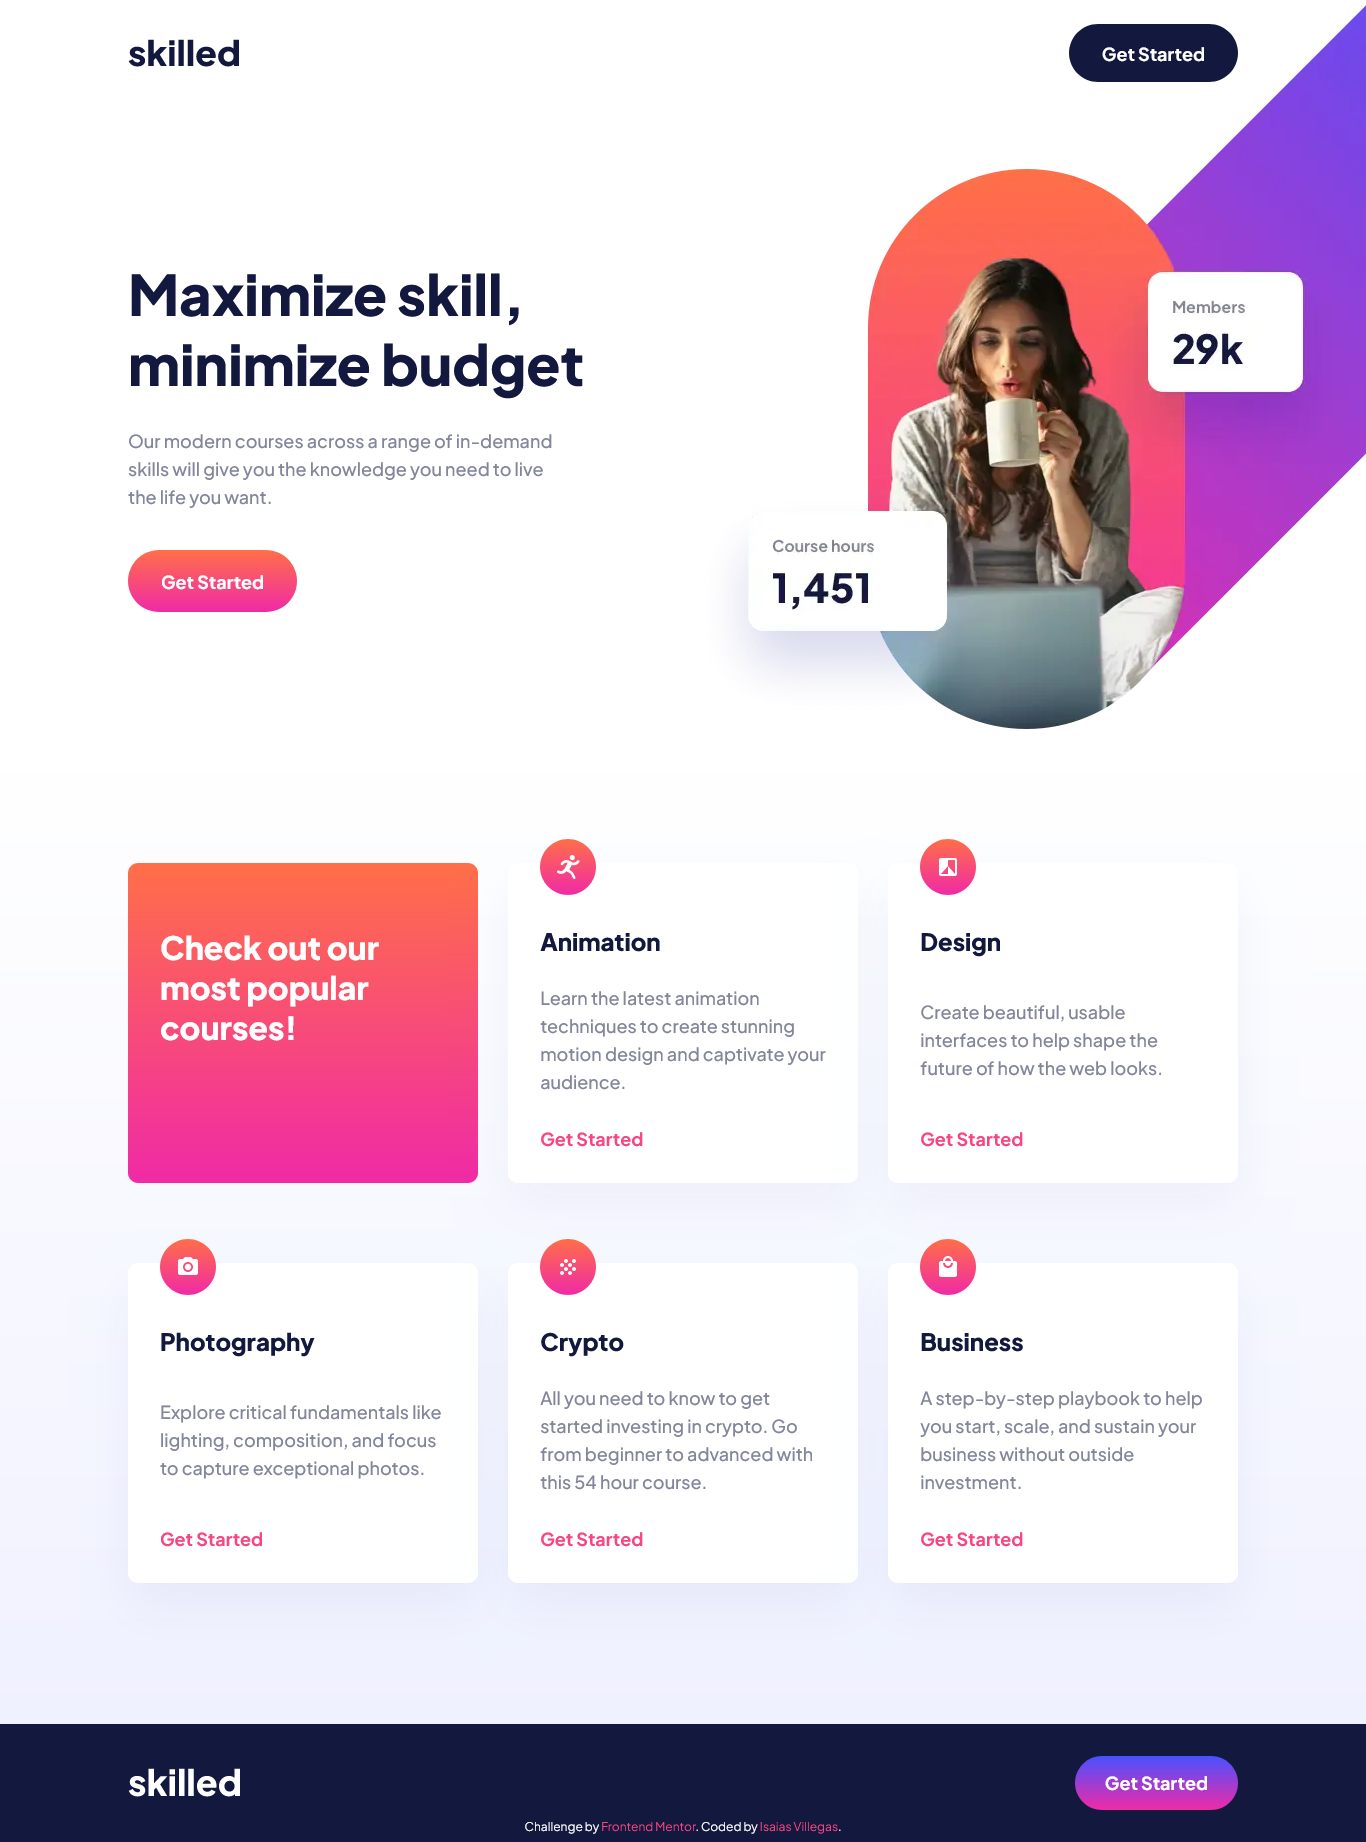 skilled
Get Started
Maximize skill,
minimize budget
Our modern courses across a range of in-demand
skills will give you the knowledge you need to live
the life you want.
Get Started
Members
29k
Course hours
1,451
Check out our
most popular
courses!
Animation
Learn the latest animation
techniques to create stunning
motion design and captivate your
audience.
Get Started
Design
Create beautiful, usable
interfaces to help shape the
future of how the web looks.
Get Started
Photography
Explore critical fundamentals like
lighting, composition, and focus
to capture exceptional photos.
Get Started
Crypto
All you need to know to get
started investing in crypto. Go
from beginner to advanced with
this 54 hour course.
Get Started
Business
A step-by-step playbook to help
you start, scale, and sustain your
business without outside
investment.
Get Started
skilled
Get Started
Challenge by Frontend Mentor. Coded by Isaias Villegas.